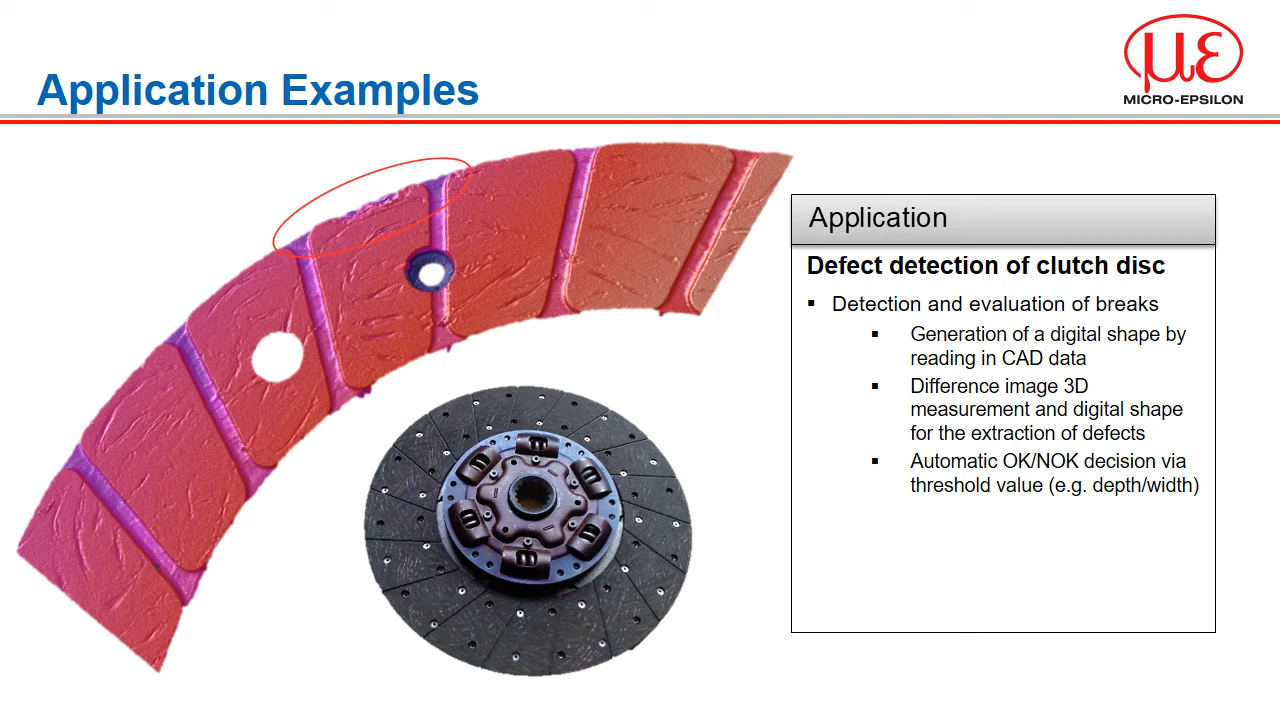 Application Examples
με
MICRO-EPSILON
Application
Defect detection of clutch disc
▪ Detection and evaluation of breaks
▪ Generation of a digital shape by
reading in CAD data
▪ Difference image 3D
measurement and digital shape
for the extraction of defects
▪ Automatic OK/NOK decision via
threshold value (e.g. depth/width)